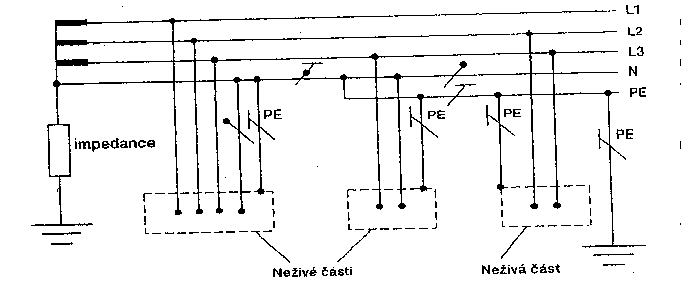 L1
L2
L3
N
PE
PE
PE
PE
PE
impedance
Neživé části
Neživá část